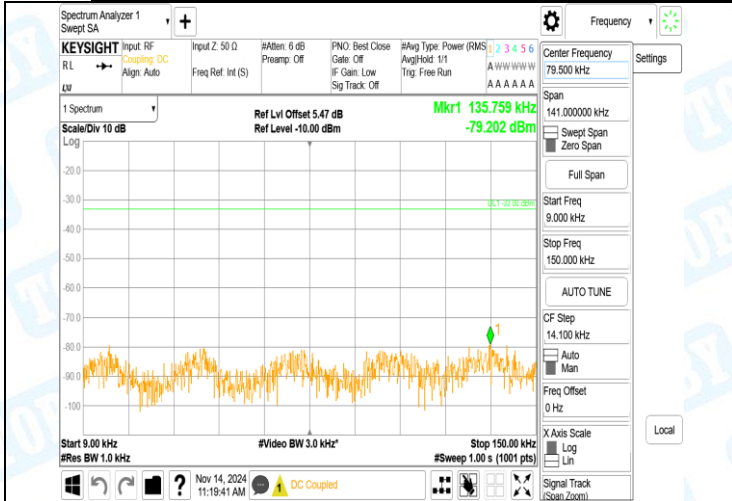 Spectrum Analyzer 1
Swept SA
+
Frequency
KEYSIGHT
Input: RF
Coupling: DC
Align: Auto
Input Z: 50 Ω
Freq Ref: Int (S)
#Atten: 6 dB
Preamp: Off
PNO: Best Close
Gate: Off
IF Gain: Low
Sig Track: Off
#Avg Type: Power (RMS
Avg|Hold: 1/1
Trig: Free Run
1 2 3 4 5 6
A W W W W W
A A A A A A
RL
LXI
1 Spectrum
Scale/Div 10 dB
Log
Ref Lvl Offset 5.47 dB
Ref Level -10.00 dBm
Mkr1 135.759 kHz
-79.202 dBm
-20.0
-30.0
DL1 -33.00 dBm
-40.0
-50.0
-60.0
-70.0
-80.0
-90.0
-100
1
Start 9.00 kHz
#Res BW 1.0 kHz
#Video BW 3.0 kHz*
Stop 150.00 kHz
#Sweep 1.00 s (1001 pts)
Nov 14, 2024
11:19:41 AM
DC Coupled
?
Center Frequency
79.500 kHz
Settings
Span
141.000000 kHz
Swept Span
Zero Span
Full Span
Start Freq
9.000 kHz
Stop Freq
150.000 kHz
AUTO TUNE
CF Step
14.100 kHz
Auto
Man
Freq Offset
0 Hz
X Axis Scale
Log
Lin
Local
Signal Track
(Span Zoom)